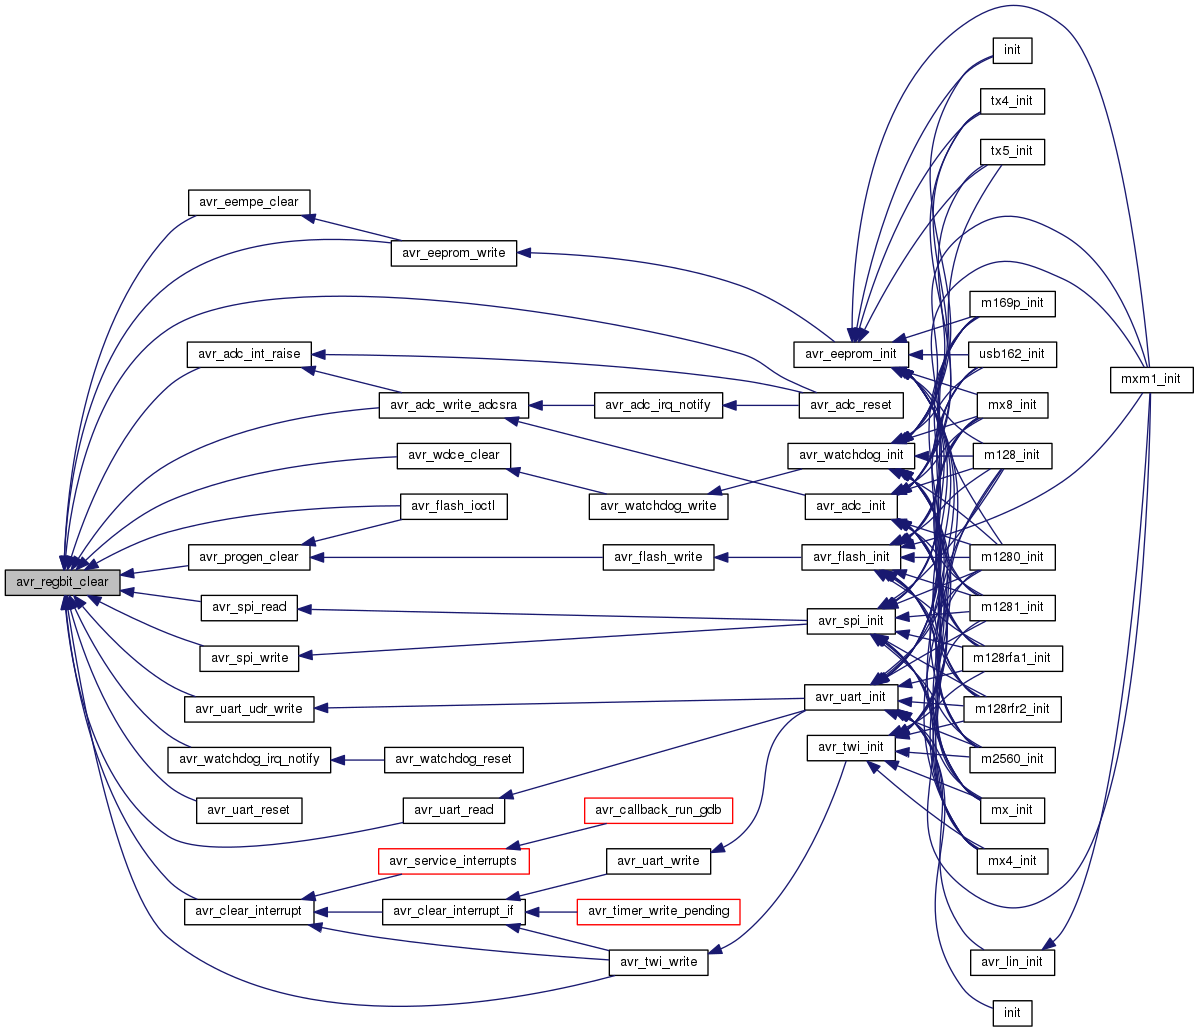 init
tx4_init
tx5_init
avr_eempe_clear
avr_eeprom_write
m169p_init
avr_adc_int_raise
avr_eeprom_init
usb162_init
mxm1_init
avr_adc_write_adcsra
avr_adc_irq_notify
avr_adc_reset
mx8_init
avr_wdce_clear
avr_watchdog_init
m128_init
avr_flash_ioctl
avr_watchdog_write
avr_adc_init
avr_progen_clear
avr_flash_write
avr_flash_init
m1280_init
avr_regbit_clear
avr_spi_read
avr_spi_init
m1281_init
avr_spi_write
m128rfa1_init
avr_uart_udr_write
avr_uart_init
m128rfr2_init
avr_watchdog_irq_notify
avr_watchdog_reset
avr_twi_init
m2560_init
avr_uart_reset
avr_uart_read
avr_callback_run_gdb
mx_init
avr_service_interrupts
avr_uart_write
mx4_init
avr_clear_interrupt
avr_clear_interrupt_if
avr_timer_write_pending
avr_twi_write
avr_lin_init
init